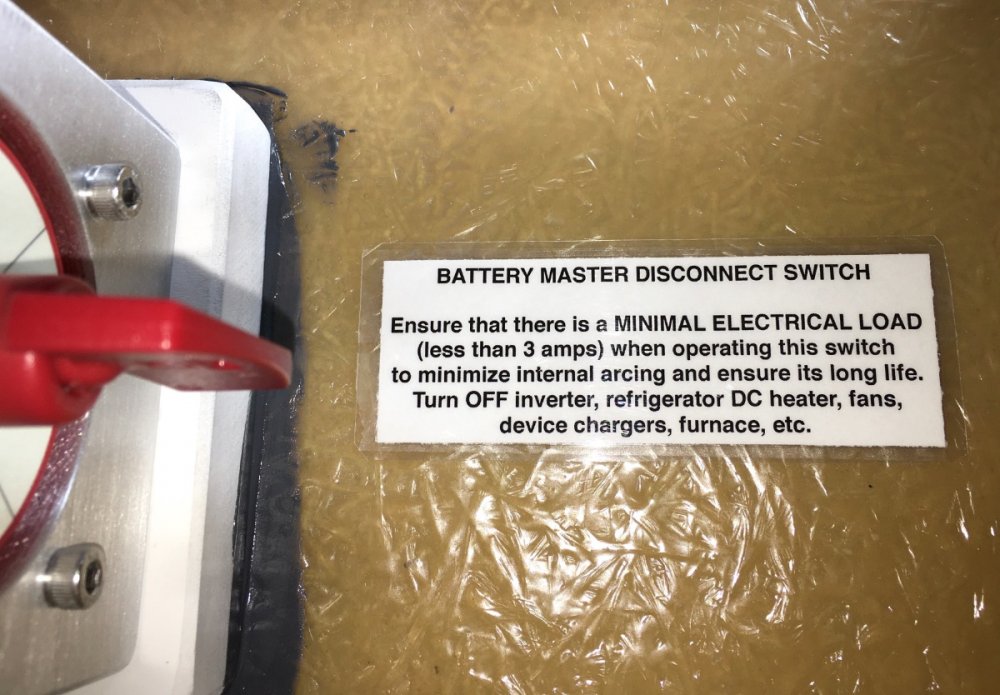 BATTERY MASTER DISCONNECT SWITCH
Ensure that there is a MINIMAL ELECTRICAL LOAD
(less than 3 amps) when operating this switch
to minimize internal arcing and ensure its long life.
Turn OFF inverter, refrigerator DC heater, fans,
device chargers, furnace, etc.